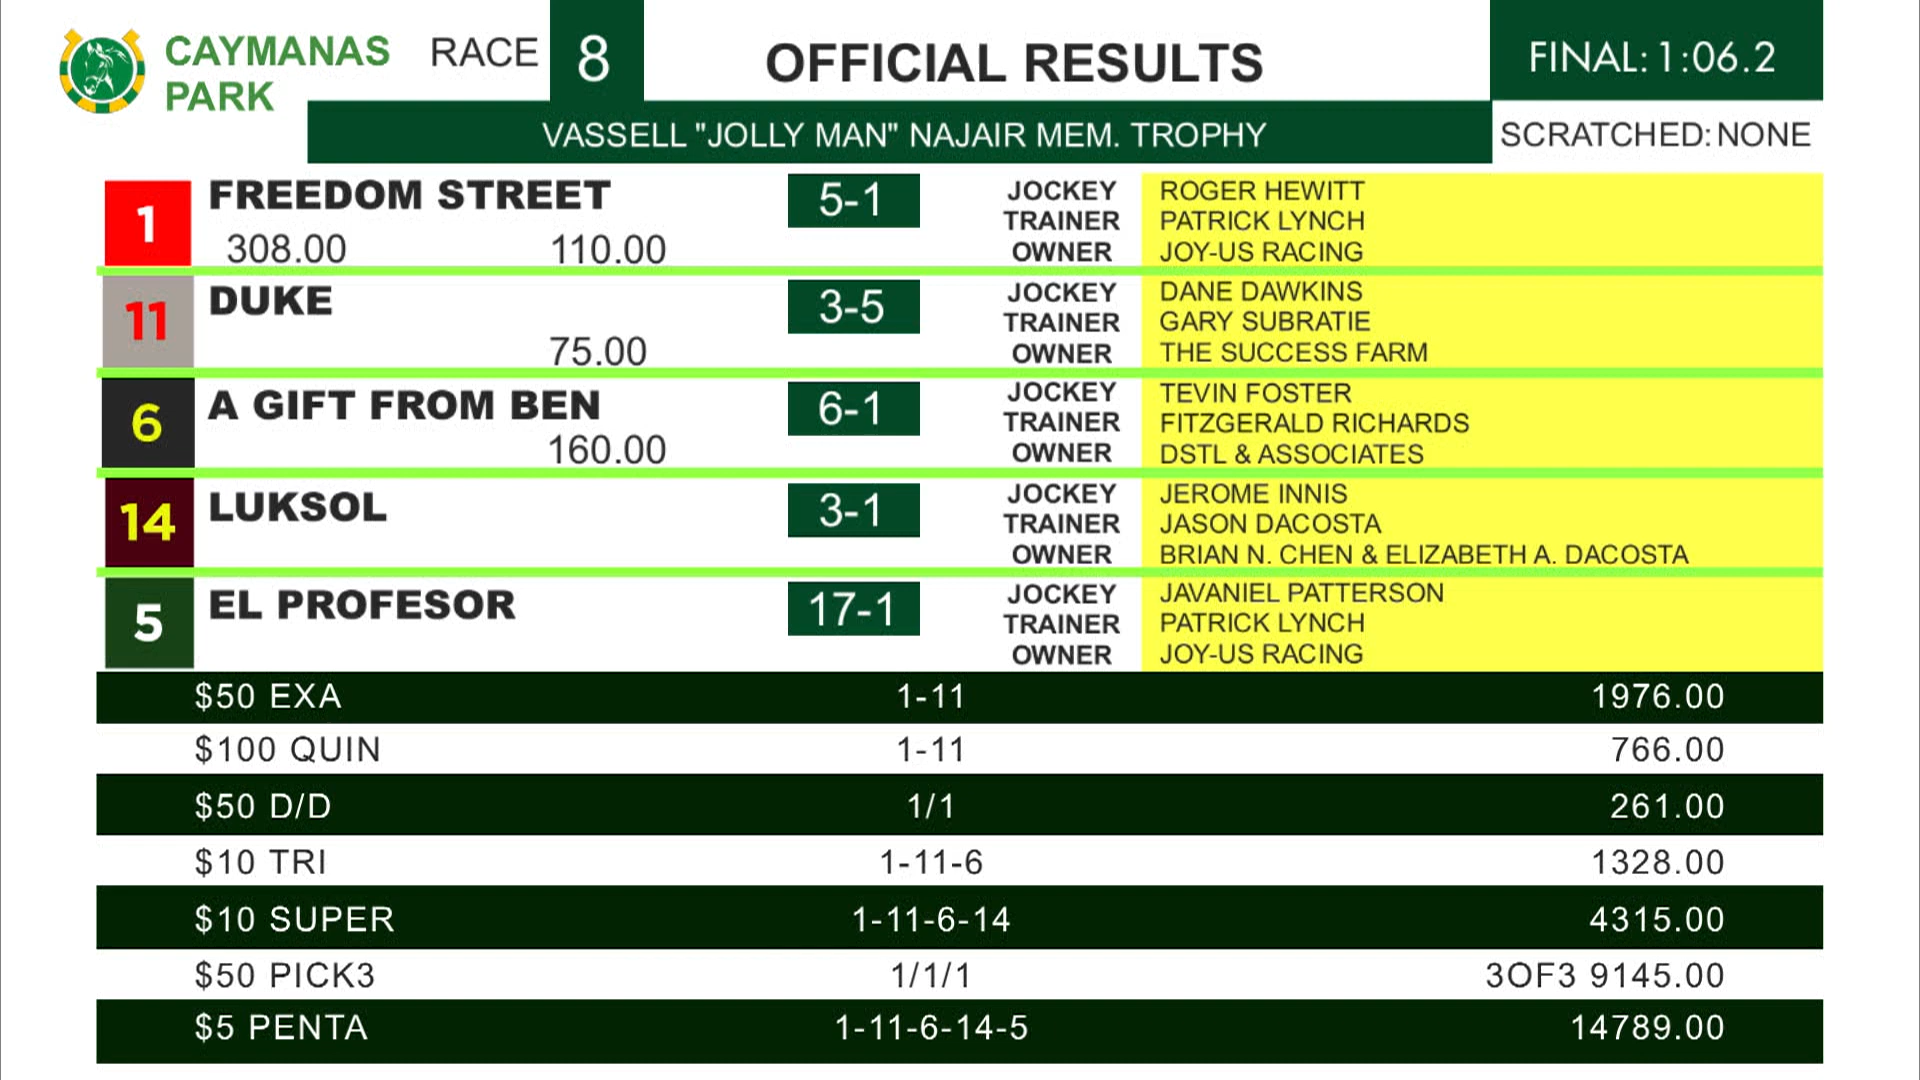 CAYMANAS PARK
RACE 8
OFFICIAL RESULTS
FINAL: 1:06.2
VASSELL "JOLLY MAN" NAJAIR MEM. TROPHY
SCRATCHED: NONE
1 FREEDOM STREET 5-1 JOCKEY ROGER HEWITT
TRAINER PATRICK LYNCH
308.00 110.00 OWNER JOY-US RACING
11 DUKE 3-5 JOCKEY DANE DAWKINS
TRAINER GARY SUBRATIE
75.00 OWNER THE SUCCESS FARM
6 A GIFT FROM BEN 6-1 JOCKEY TEVIN FOSTER
TRAINER FITZGERALD RICHARDS
160.00 OWNER DSTL & ASSOCIATES
14 LUKSOL 3-1 JOCKEY JEROME INNIS
TRAINER JASON DACOSTA
OWNER BRIAN N. CHEN & ELIZABETH A. DACOSTA
5 EL PROFESOR 17-1 JOCKEY JAVANIEL PATTERSON
TRAINER PATRICK LYNCH
OWNER JOY-US RACING
$50 EXA 1-11 1976.00
$100 QUIN 1-11 766.00
$50 D/D 1/1 261.00
$10 TRI 1-11-6 1328.00
$10 SUPER 1-11-6-14 4315.00
$50 PICK3 1/1/1 3OF3 9145.00
$5 PENTA 1-11-6-14-5 14789.00